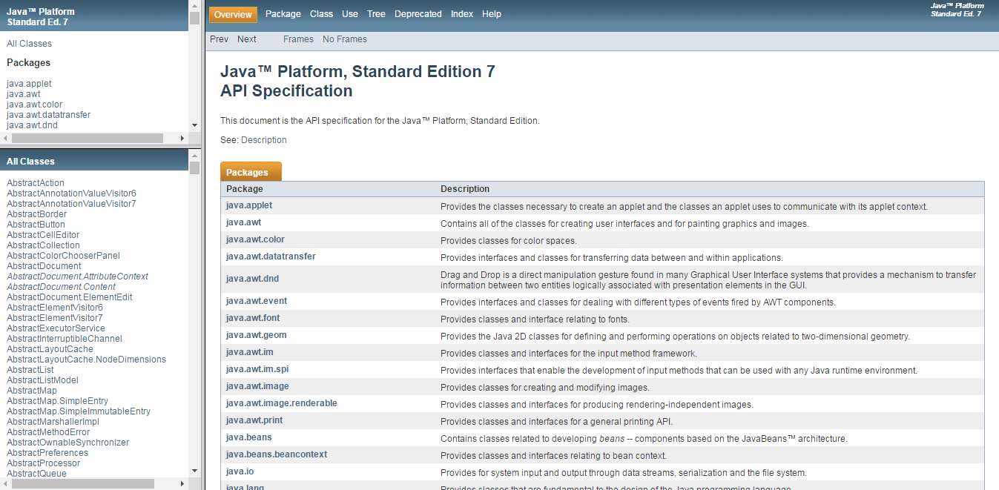 Java™ Platform
Standard Ed. 7
All Classes
Packages
java.applet
java.awt
java.awt.color
java.awt.datatransfer
java.awt.dnd
All Classes
AbstractAction
AbstractAnnotationValueVisitor6
AbstractAnnotationValueVisitor7
AbstractBorder
AbstractButton
AbstractCellEditor
AbstractCollection
AbstractColorChooserPanel
AbstractDocument
AbstractDocument.AttributeContext
AbstractDocument.Content
AbstractDocument.ElementEdit
AbstractElementVisitor6
AbstractElementVisitor7
AbstractExecutorService
AbstractInterruptibleChannel
AbstractLayoutCache
AbstractLayoutCache.NodeDimensions
AbstractList
AbstractListModel
AbstractMap
AbstractMap.SimpleEntry
AbstractMap.SimpleImmutableEntry
AbstractMarshallerImpl
AbstractMethodError
AbstractOwnableSynchronizer
AbstractPreferences
AbstractProcessor
AbstractQueue
Overview Package Class Use Tree Deprecated Index Help
Java™ Platform
Standard Ed. 7
Prev Next Frames No Frames
Java™ Platform, Standard Edition 7
API Specification
This document is the API specification for the Java™ Platform, Standard Edition.
See: Description
Packages
Package Description
java.applet Provides the classes necessary to create an applet and the classes an applet uses to communicate with its applet context.
java.awt Contains all of the classes for creating user interfaces and for painting graphics and images.
java.awt.color Provides classes for color spaces.
java.awt.datatransfer Provides interfaces and classes for transferring data between and within applications.
java.awt.dnd Drag and Drop is a direct manipulation gesture found in many Graphical User Interface systems that provides a mechanism to transfer
information between two entities logically associated with presentation elements in the GUI.
java.awt.event Provides interfaces and classes for dealing with different types of events fired by AWT components.
java.awt.font Provides classes and interface relating to fonts.
java.awt.geom Provides the Java 2D classes for defining and performing operations on objects related to two-dimensional geometry.
java.awt.im Provides classes and interfaces for the input method framework.
java.awt.im.spi Provides interfaces that enable the development of input methods that can be used with any Java runtime environment.
java.awt.image Provides classes for creating and modifying images.
java.awt.image.renderable Provides classes and interfaces for producing rendering-independent images.
java.awt.print Provides classes and interfaces for a general printing API.
java.beans Contains classes related to developing beans -- components based on the JavaBeans™ architecture.
java.beans.beancontext Provides classes and interfaces relating to bean context.
java.io Provides for system input and output through data streams, serialization and the file system.
java.lang Provides classes that are fundamental to the design of the Java programming language.